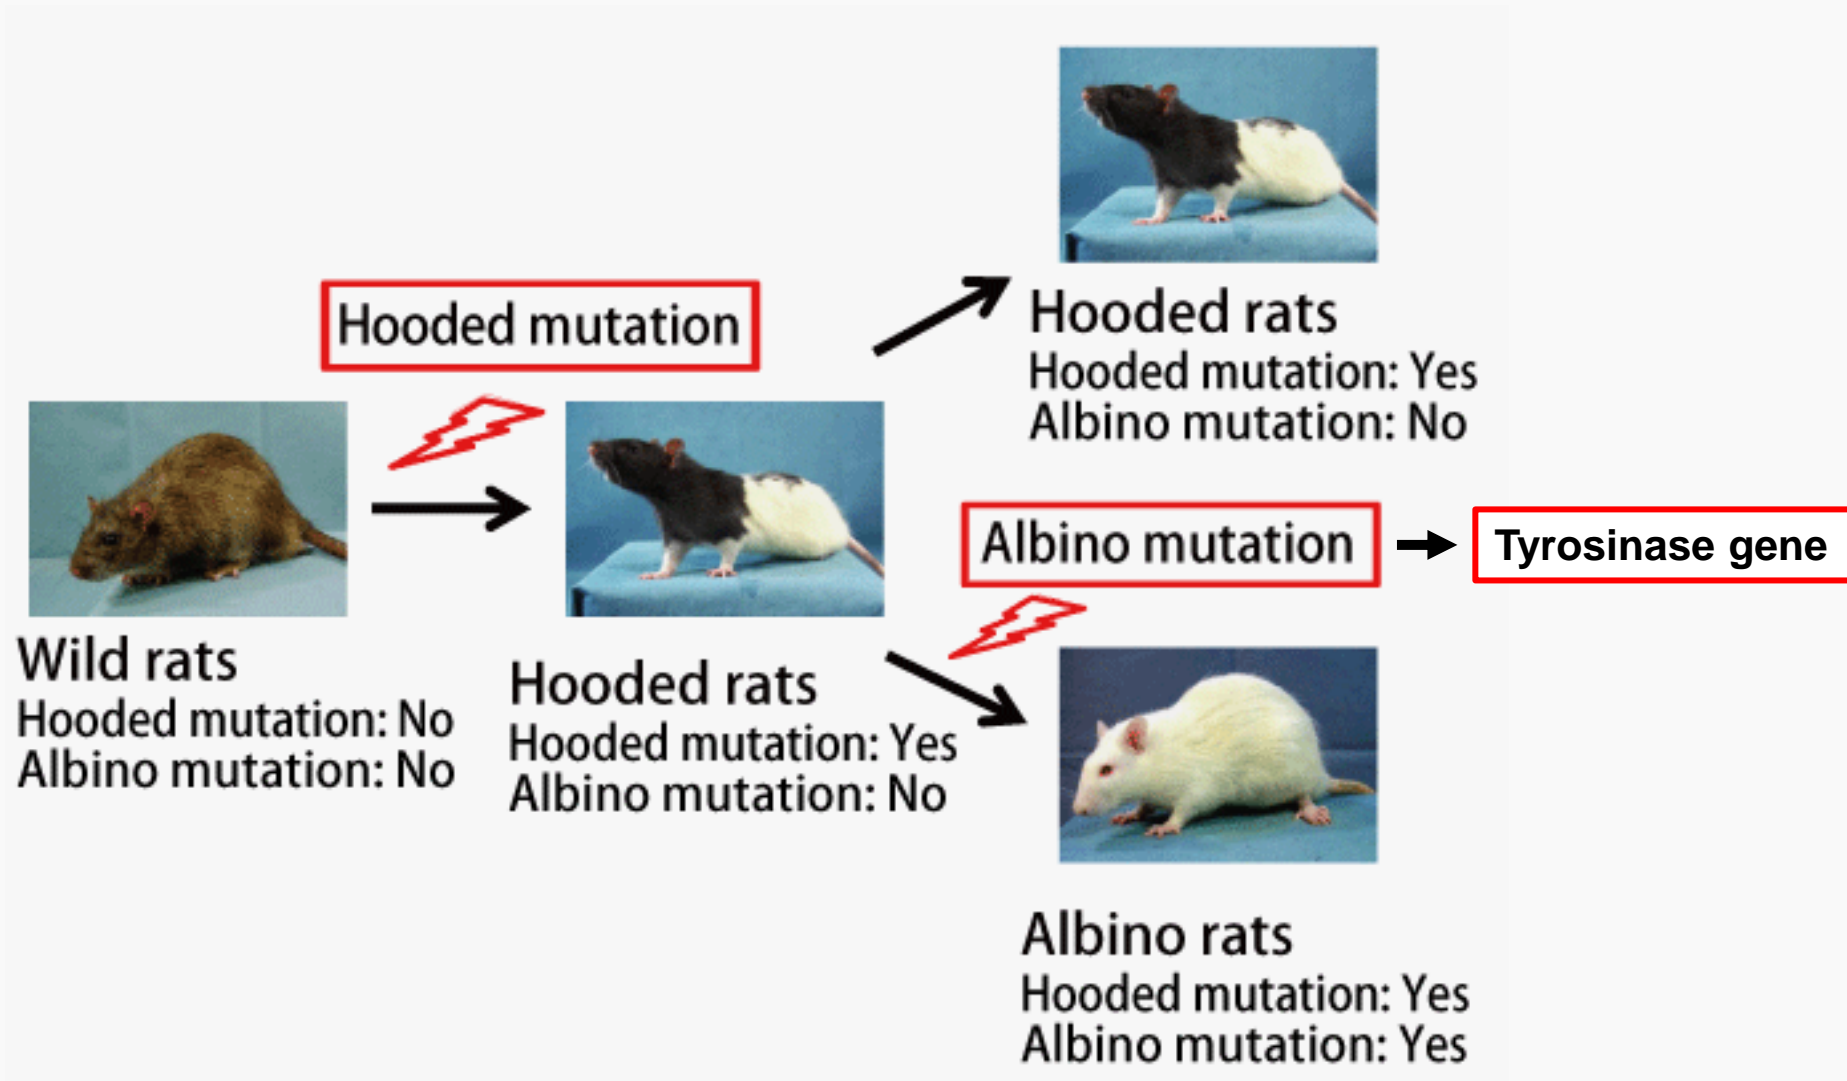 Hooded mutation
Hooded rats
Hooded mutation: Yes
Albino mutation: No
Albino mutation
Tyrosinase gene
Wild rats
Hooded mutation: No
Albino mutation: No
Hooded rats
Hooded mutation: Yes
Albino mutation: No
Albino rats
Hooded mutation: Yes
Albino mutation: Yes